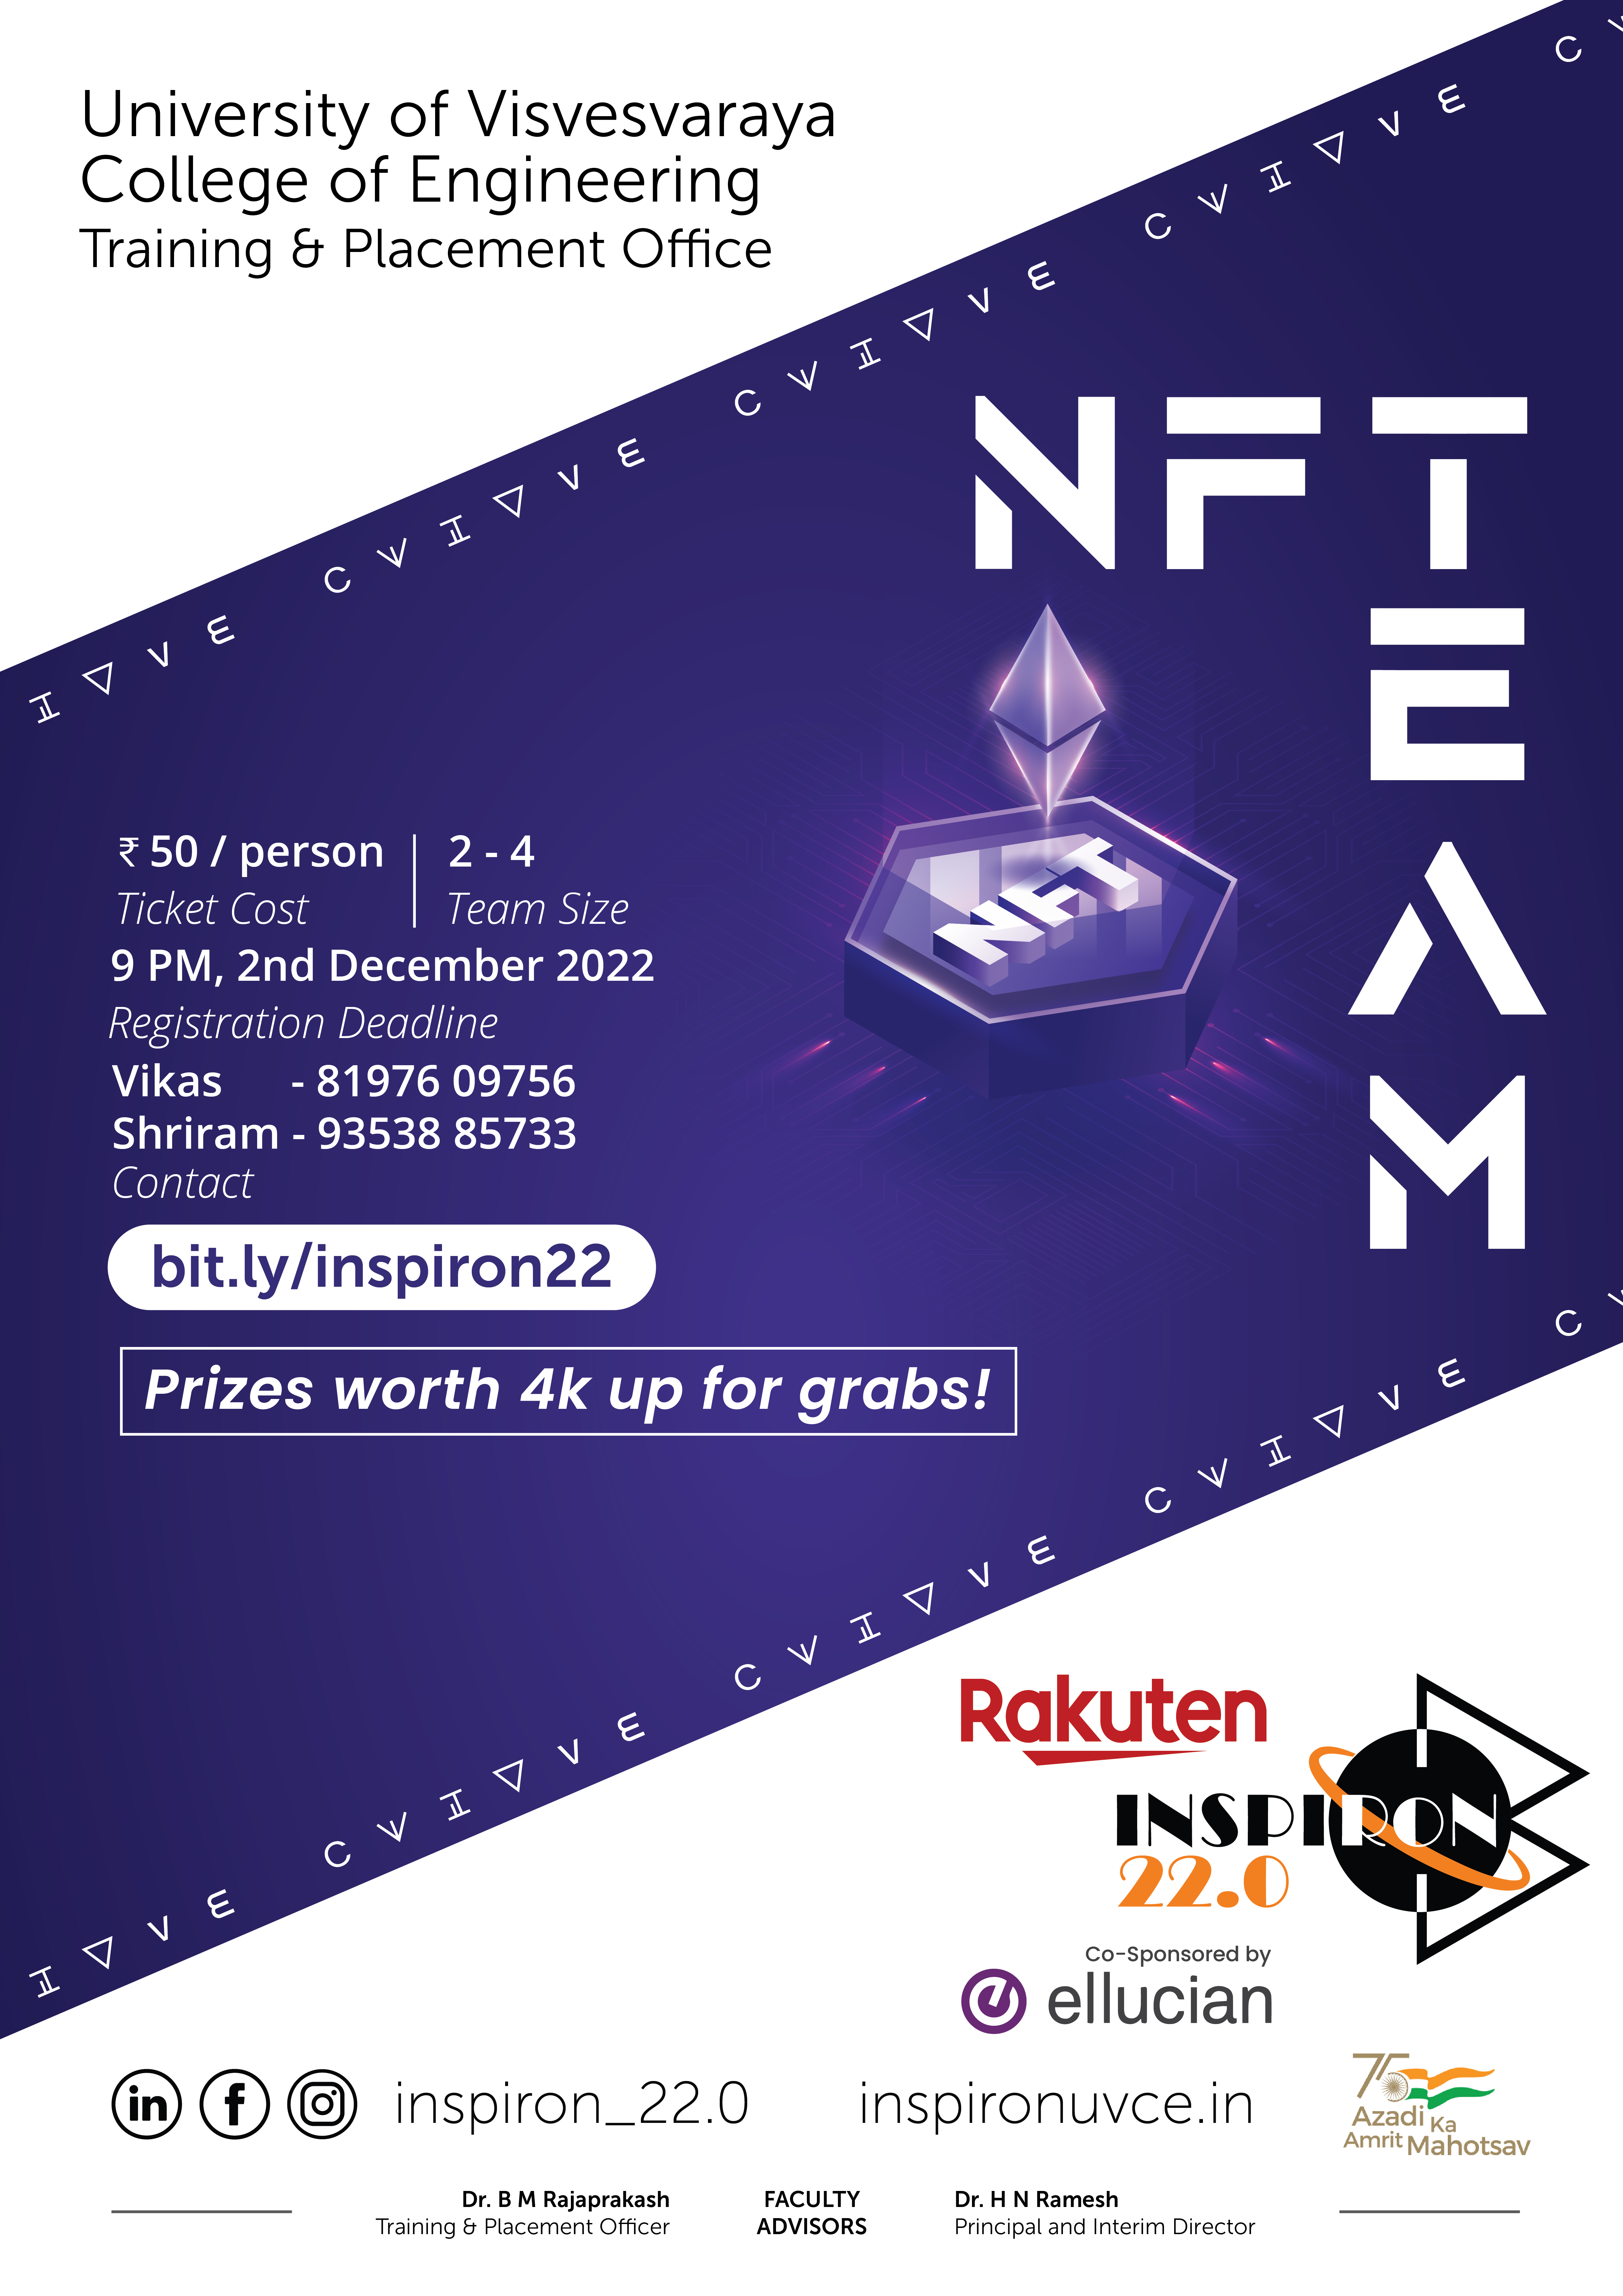 University of Visvesvaraya
College of Engineering
Training & Placement Office
NFT
E
A
M
NFT
₹ 50 / person
Ticket Cost
2 - 4
Team Size
9 PM, 2nd December 2022
Registration Deadline
Vikas - 81976 09756
Shriram - 93538 85733
Contact
bit.ly/inspiron22
Prizes worth 4k up for grabs!
Rakuten
INSPIRON
22.0
Co-Sponsored by
ellucian
in f inspiron_22.0
inspironuvce.in
75
Azadi Ka
Amrit Mahotsav
Dr. B M Rajaprakash
Training & Placement Officer
FACULTY
ADVISORS
Dr. H N Ramesh
Principal and Interim Director